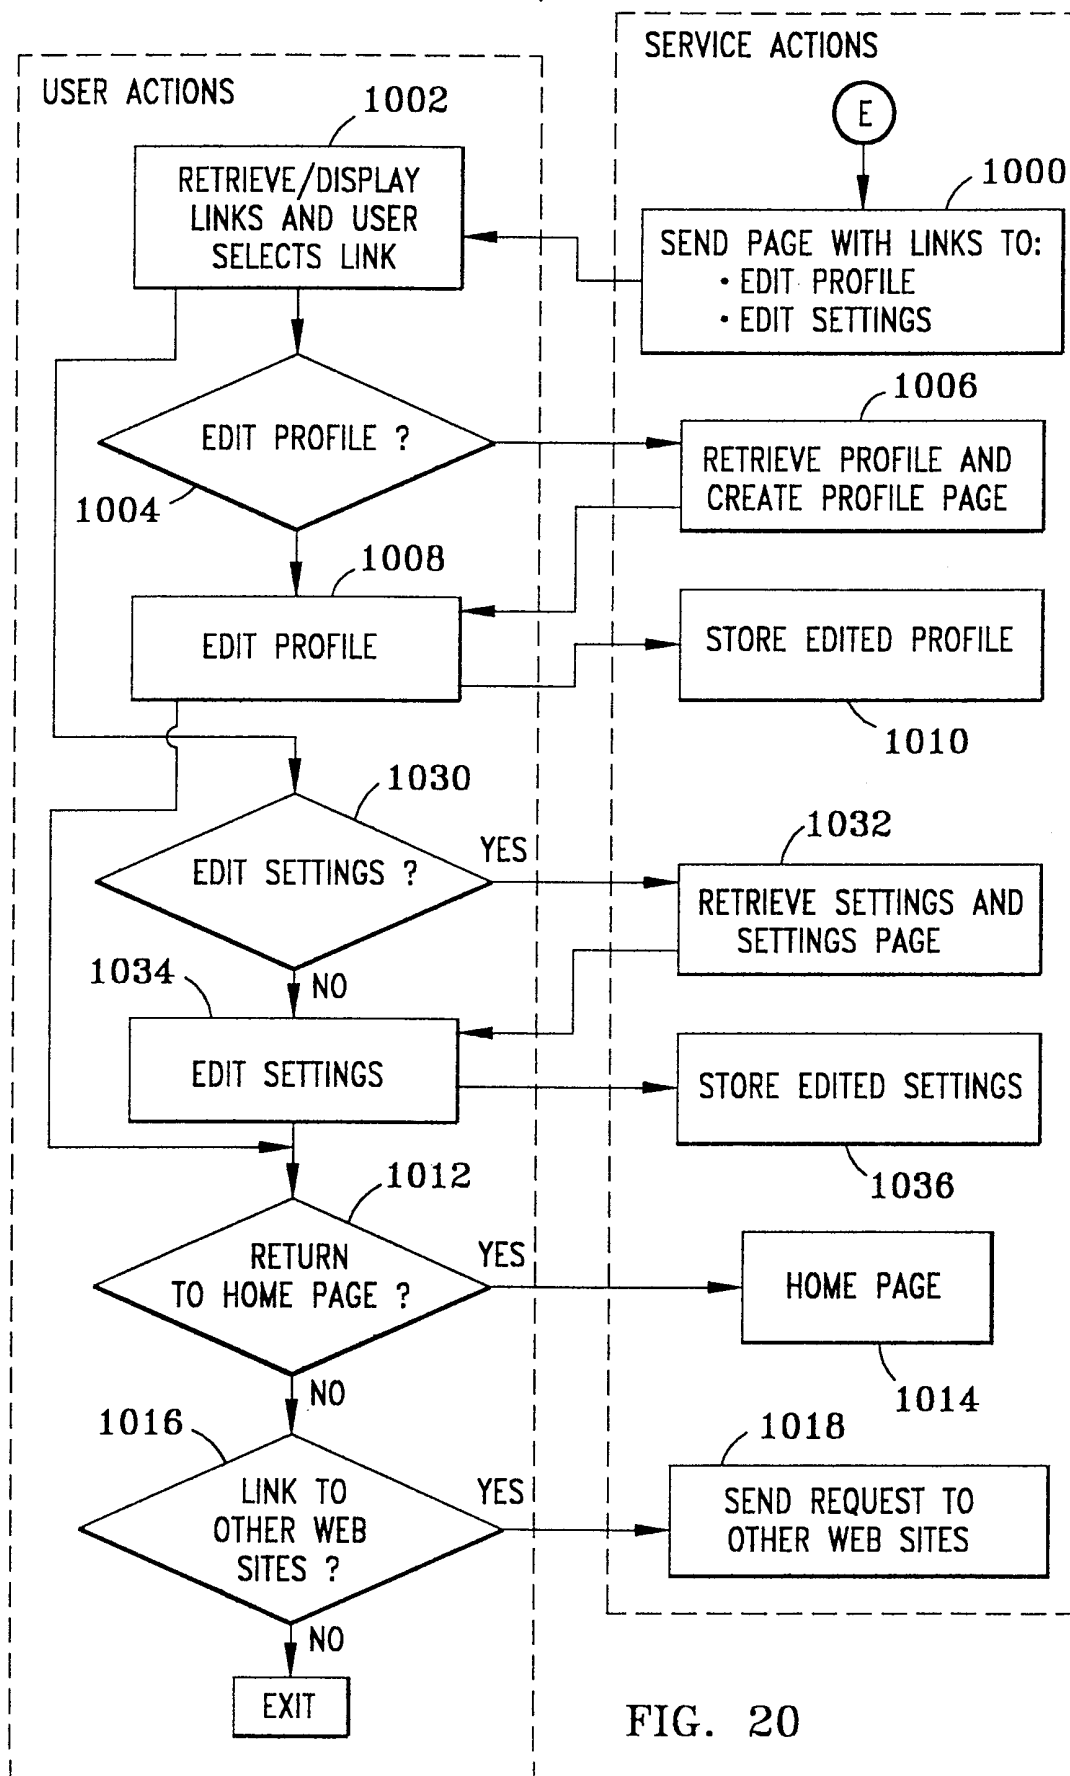 SERVICE ACTIONS
USER ACTIONS
1002
E
RETRIEVE/DISPLAY
LINKS AND USER
SELECTS LINK
1000
SEND PAGE WITH LINKS TO:
• EDIT PROFILE
• EDIT SETTINGS
EDIT PROFILE ?
1004
1006
RETRIEVE PROFILE AND
CREATE PROFILE PAGE
1008
EDIT PROFILE
STORE EDITED PROFILE
1010
1030
EDIT SETTINGS ?
YES
NO
1032
RETRIEVE SETTINGS AND
SETTINGS PAGE
1034
EDIT SETTINGS
STORE EDITED SETTINGS
1036
1012
RETURN
TO HOME PAGE ?
YES
NO
HOME PAGE
1014
1016
LINK TO
OTHER WEB
SITES ?
YES
NO
1018
SEND REQUEST TO
OTHER WEB SITES
EXIT
FIG. 20